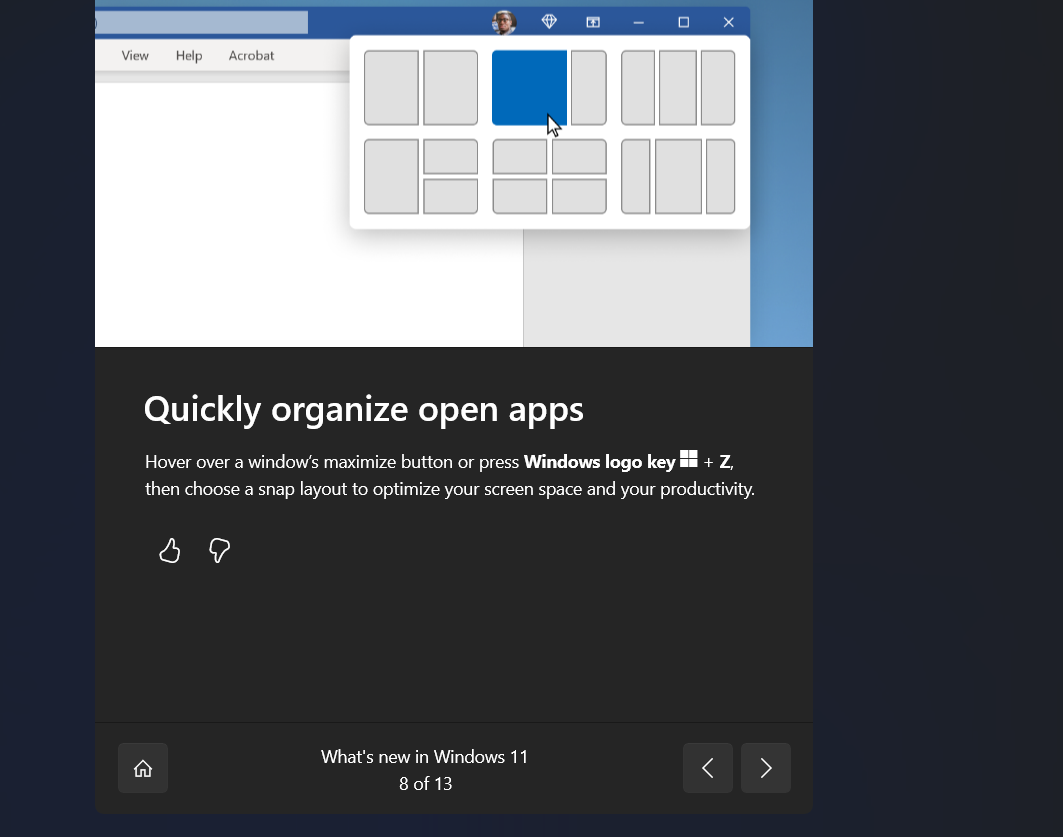 View Help Acrobat
Quickly organize open apps
Hover over a window's maximize button or press Windows logo key + Z,
then choose a snap layout to optimize your screen space and your productivity.
What's new in Windows 11
8 of 13